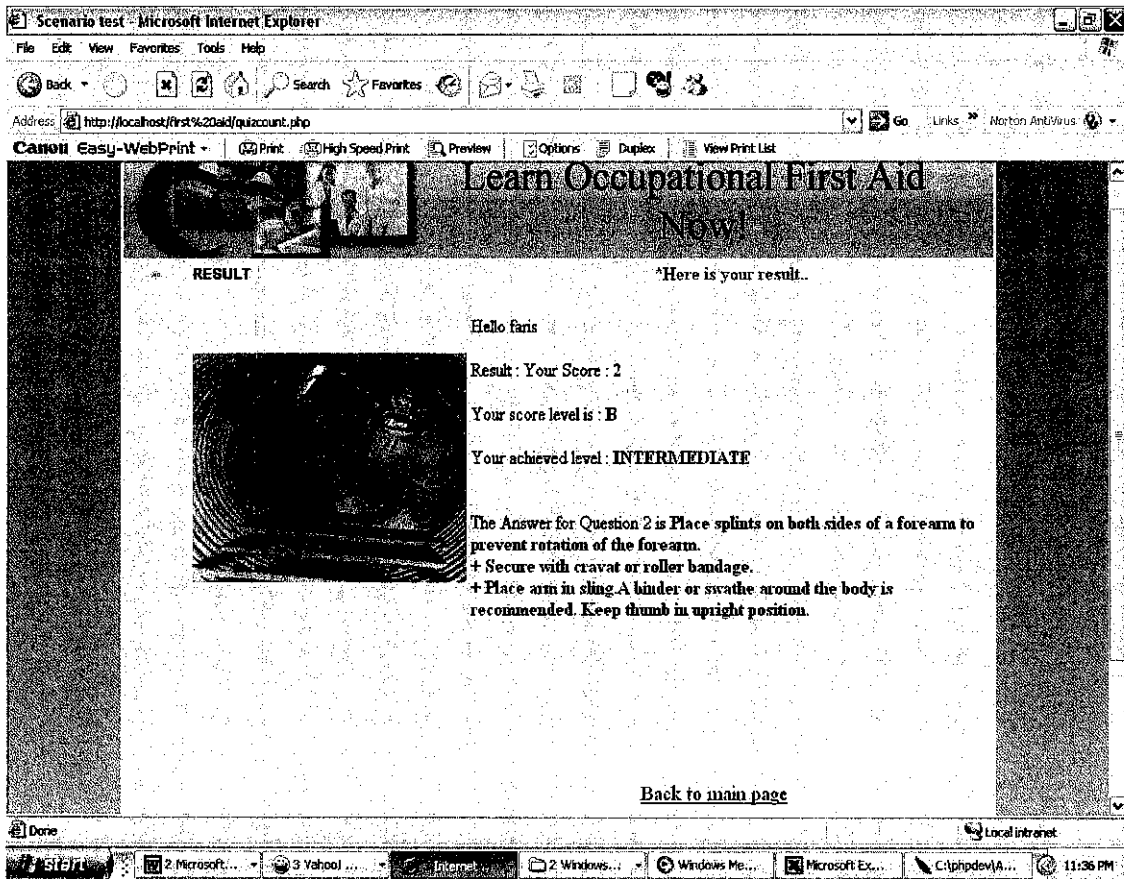 Scenario test - Microsoft Internet Explorer
File Edit View Favorites Tools Help
Back Search Favorites
Address http://localhost/first%20aid/quizcount.php Go Links » Norton AntiVirus
Canon Easy-WebPrint Print High Speed Print Preview Options Duplex View Print List
Learn Occupational First Aid
Now!
RESULT *Here is your result..
Hello faris
Result : Your Score : 2
Your score level is : B
Your achieved level : INTERMEDIATE
The Answer for Question 2 is Place splints on both sides of a forearm to
prevent rotation of the forearm.
+ Secure with cravat or roller bandage.
+ Place arm in sling.A binder or swathe around the body is
recommended. Keep thumb in upright position.
Back to main page
Done Local intranet
start 2 Microsoft... 3 Yahoo! ... Internet... 2 Windows... Windows Me... Microsoft Ex... C:\phpdev\A... 11:36 PM